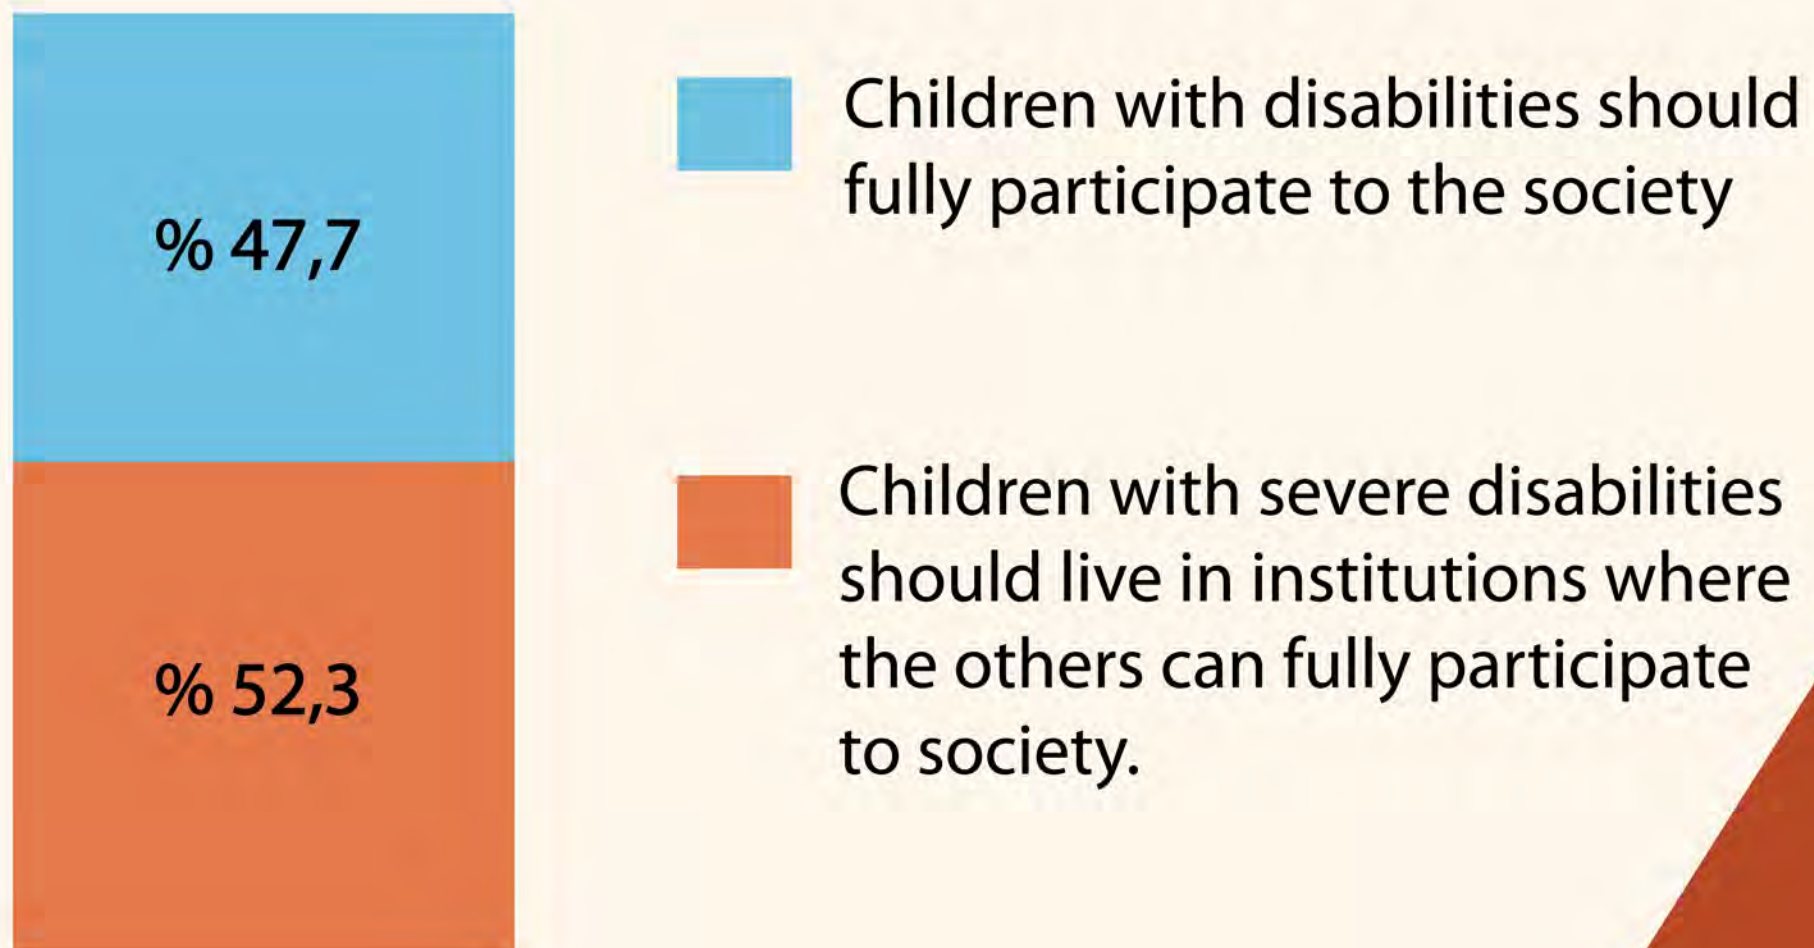 % 47,7
Children with disabilities should
fully participate to the society
% 52,3
Children with severe disabilities
should live in institutions where
the others can fully participate
to society.